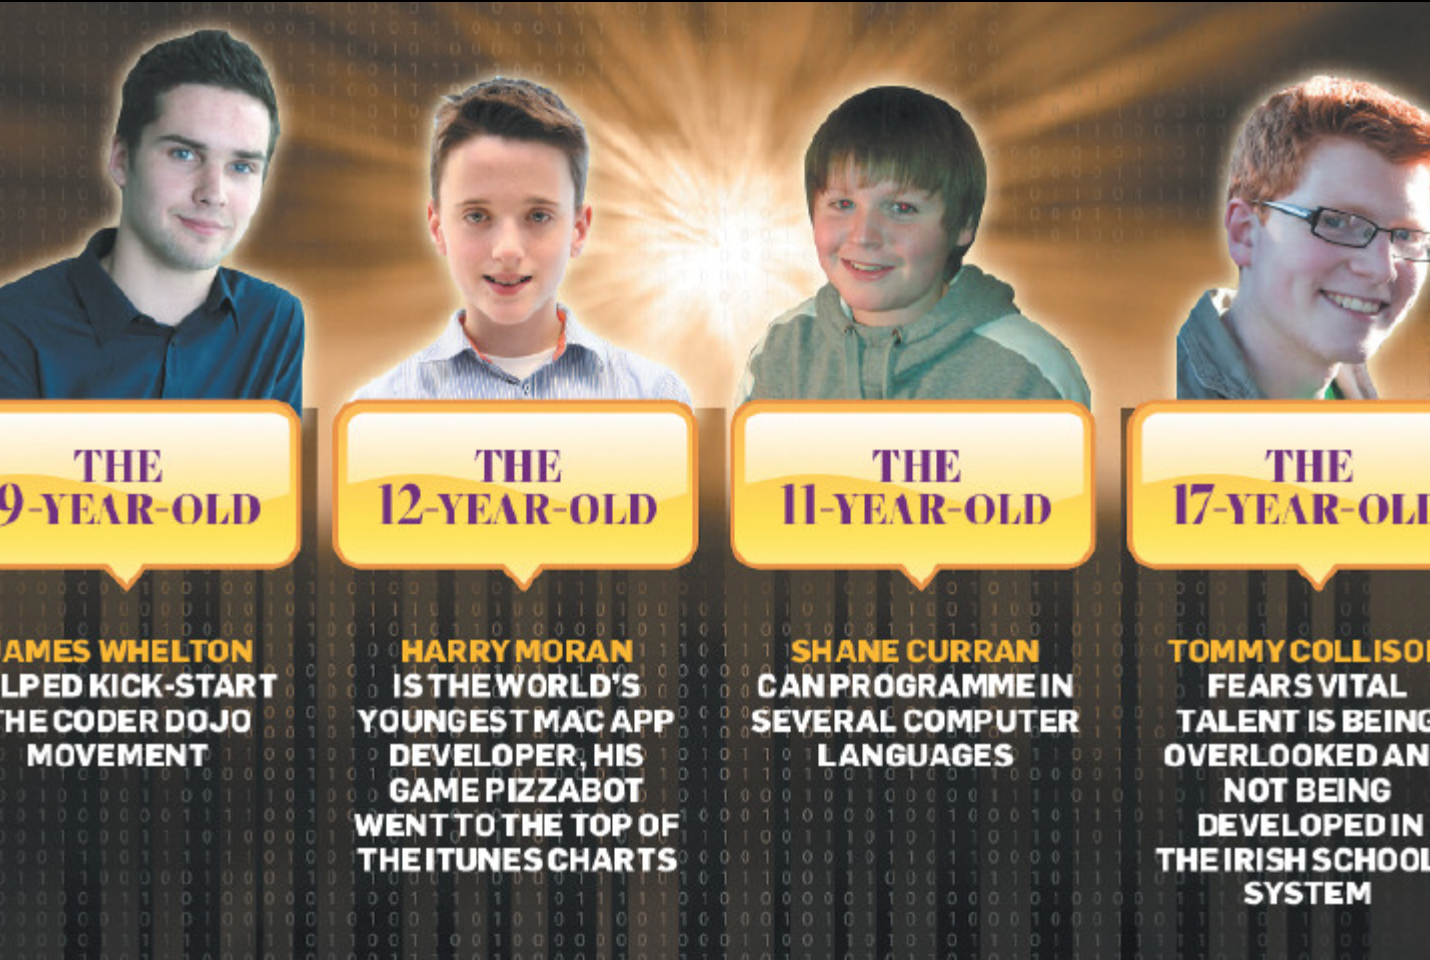 THE
9-YEAR-OLD
AMES WHELTON
LPED KICK-START
THE CODER DOJO
MOVEMENT
THE
12-YEAR-OLD
HARRY MORAN
IS THE WORLD'S
YOUNGEST MAC APP
DEVELOPER, HIS
GAME PIZZABOT
WENT TO THE TOP OF
THE ITUNES CHARTS
THE
11-YEAR-OLD
SHANE CURRAN
CAN PROGRAMME IN
SEVERAL COMPUTER
LANGUAGES
THE
17-YEAR-OL
TOMMY COLLISO
FEARS VITAL
TALENT IS BEING
OVERLOOKED AN
NOT BEING
DEVELOPED IN
THE IRISH SCHOOL
SYSTEM